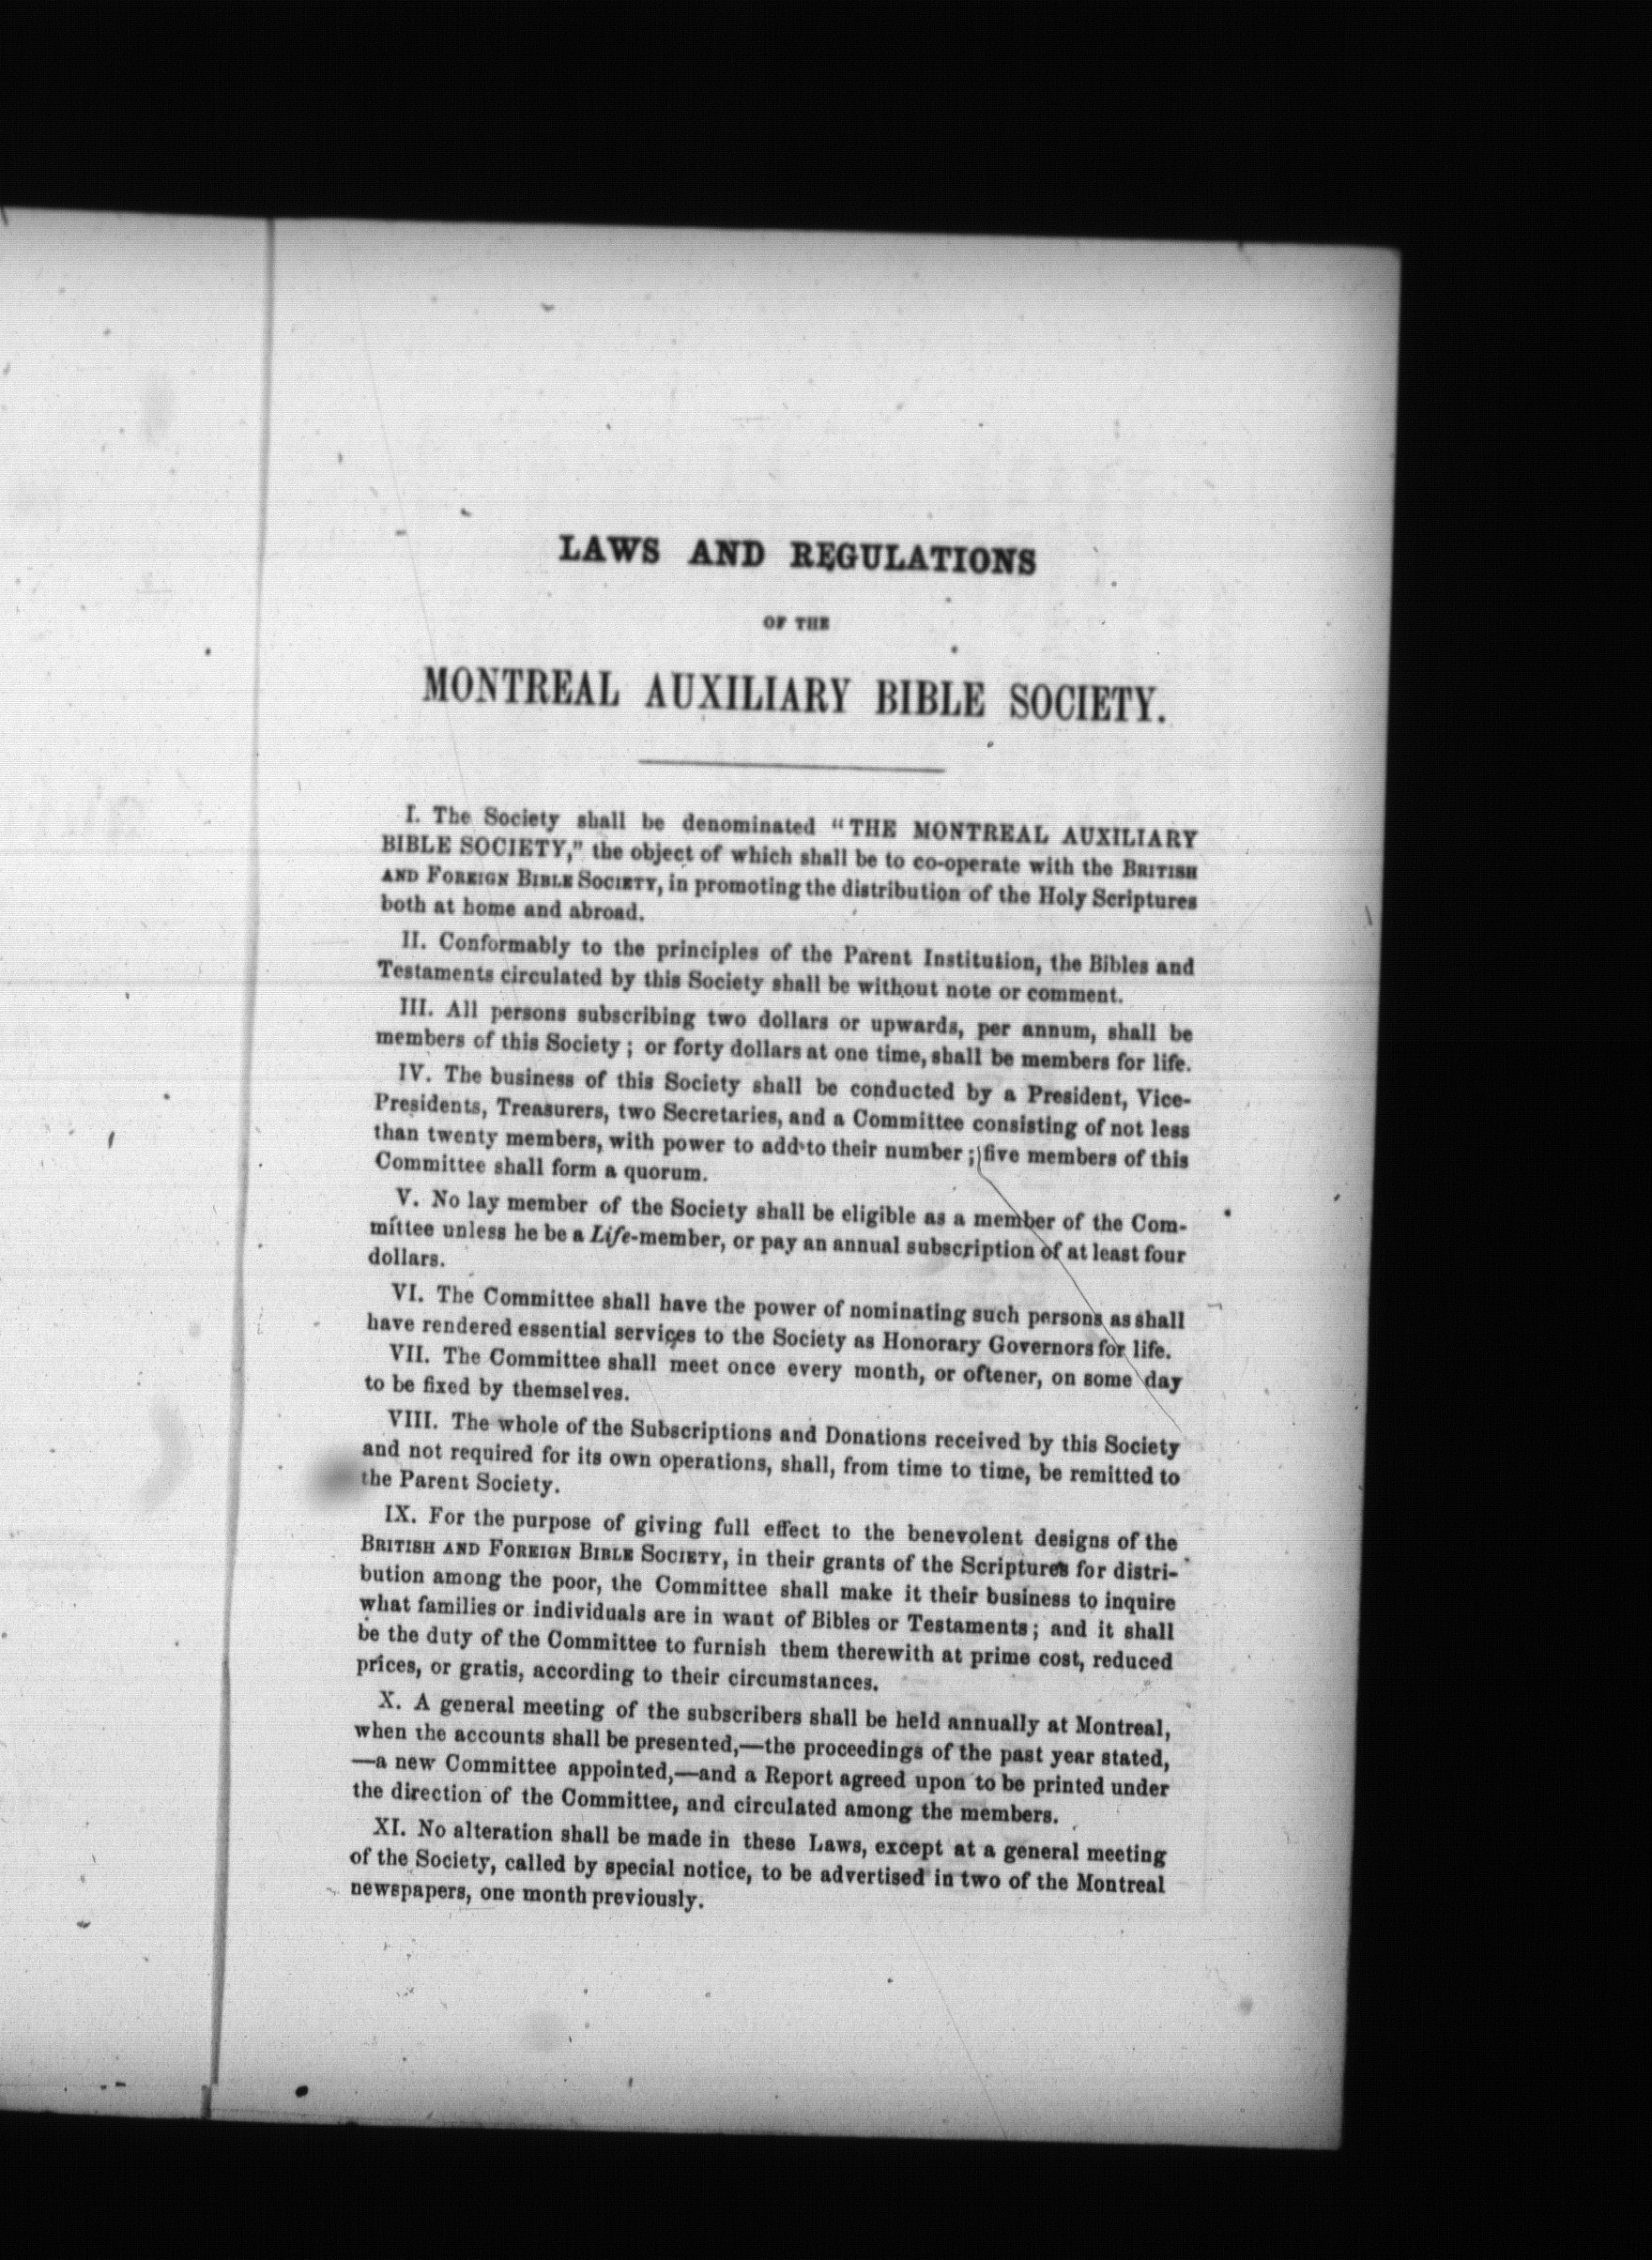 LAWS AND REGULATIONS
OF THE
MONTREAL AUXILIARY BIBLE SOCIETY.
I. The Society shall be denominated "THE MONTREAL AUXILIARY
BIBLE SOCIETY," the object of which shall be to co-operate with the BRITISH
AND FOREIGN BIBLE SOCIETY, in promoting the distribution of the Holy Scriptures
both at home and abroad.
II. Conformably to the principles of the Parent Institution, the Bibles and
Testaments circulated by this Society shall be without note or comment.
III. All persons subscribing two dollars or upwards, per annum, shall be
members of this Society; or forty dollars at one time, shall be members for life.
IV. The business of this Society shall be conducted by a President, Vice-
Presidents, Treasurers, two Secretaries, and a Committee consisting of not less
than twenty members, with power to add to their number; five members of this
Committee shall form a quorum.
V. No lay member of the Society shall be eligible as a member of the Com-
mittee unless he be a Life-member, or pay an annual subscription of at least four
dollars.
VI. The Committee shall have the power of nominating such persons as shall
have rendered essential services to the Society as Honorary Governors for life.
VII. The Committee shall meet once every month, or oftener, on some day
to be fixed by themselves.
VIII. The whole of the Subscriptions and Donations received by this Society
and not required for its own operations, shall, from time to time, be remitted to
the Parent Society.
IX. For the purpose of giving full effect to the benevolent designs of the
BRITISH AND FOREIGN BIBLE SOCIETY, in their grants of the Scriptures for distri-
bution among the poor, the Committee shall make it their business to inquire
what families or individuals are in want of Bibles or Testaments; and it shall
be the duty of the Committee to furnish them therewith at prime cost, reduced
prices, or gratis, according to their circumstances.
X. A general meeting of the subscribers shall be held annually at Montreal,
when the accounts shall be presented,—the proceedings of the past year stated,
—a new Committee appointed,—and a Report agreed upon to be printed under
the direction of the Committee, and circulated among the members.
XI. No alteration shall be made in these Laws, except at a general meeting
of the Society, called by special notice, to be advertised in two of the Montreal
newspapers, one month previously.